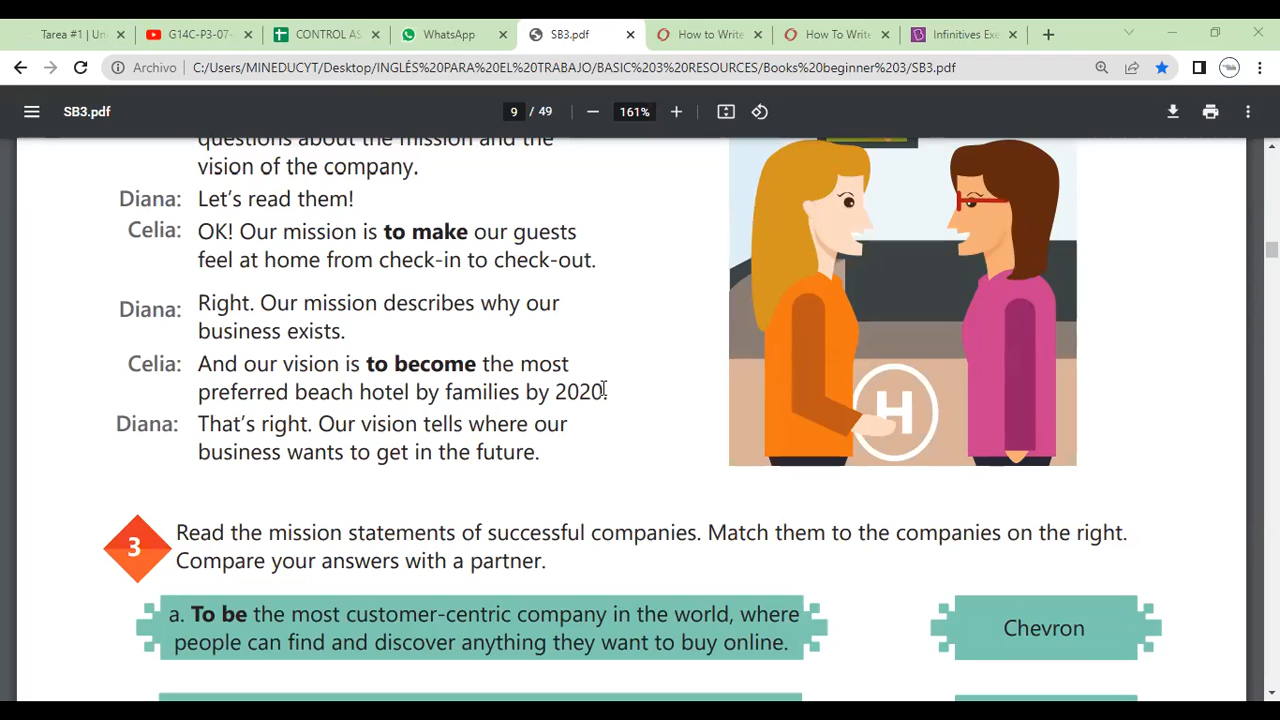 Tarea #1 | Un
G14C-P3-07-
CONTROL AS
WhatsApp
SB3.pdf
How to Write
How To Write
Infinitives Exe
Archivo
C:/Users/MINEDUCYT/Desktop/INGLÉS%20PARA%20EL%20TRABAJO/BASIC%203%20RESOURCES/Books%20beginner%203/SB3.pdf
SB3.pdf
9 / 49
161%
questions about the mission and the
vision of the company.
Diana: Let's read them!
Celia: OK! Our mission is to make our guests
feel at home from check-in to check-out.
Diana: Right. Our mission describes why our
business exists.
Celia: And our vision is to become the most
preferred beach hotel by families by 2020.
Diana: That's right. Our vision tells where our
business wants to get in the future.
H
3
Read the mission statements of successful companies. Match them to the companies on the right.
Compare your answers with a partner.
a. To be the most customer-centric company in the world, where
people can find and discover anything they want to buy online.
Chevron